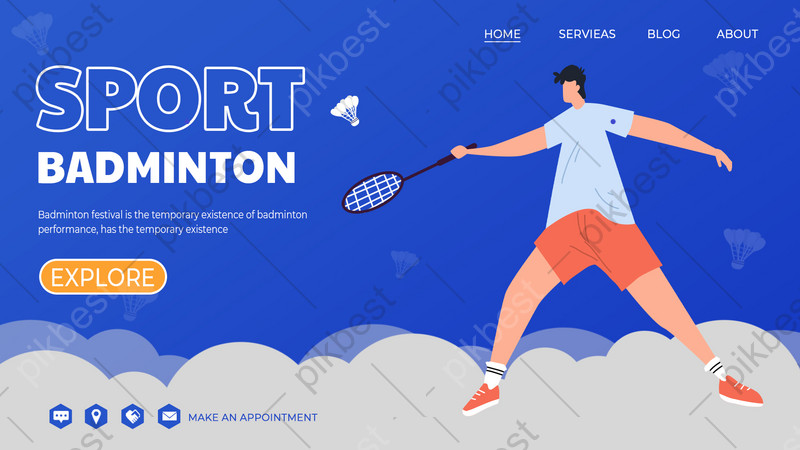 HOME SERVIEAS BLOG ABOUT
SPORT
BADMINTON
Badminton festival is the temporary existence of badminton
performance, has the temporary existence
EXPLORE
MAKE AN APPOINTMENT
pikbest